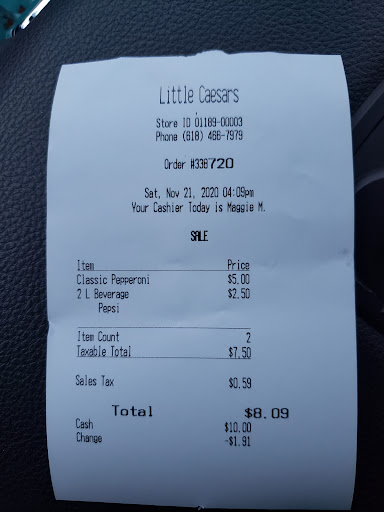 Little Caesars
Store ID 01189-00003
Phone (618) 466-7979
Order #338720
Sat, Nov 21, 2020 04:09pm
Your Cashier Today is Maggie M.
SALE
Item Price
Classic Pepperoni $5.00
2 L Beverage $2.50
Pepsi
Item Count 2
Taxable Total $7.50
Sales Tax $0.59
Total $8.09
Cash $10.00
Change -$1.91